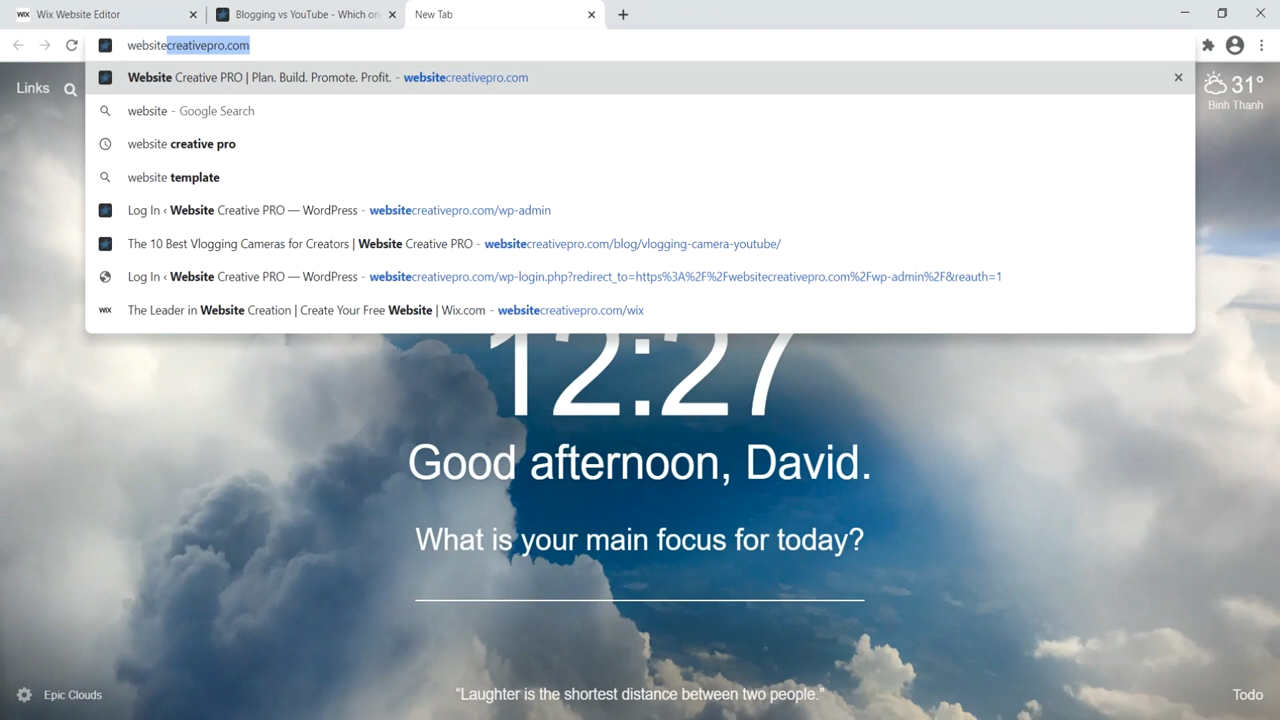 WIX Wix Website Editor
Blogging vs YouTube - Which on
New Tab
websitecreativepro.com
Website Creative PRO | Plan. Build. Promote. Profit. - websitecreativepro.com
website - Google Search
website creative pro
website template
Log In ‹ Website Creative PRO — WordPress - websitecreativepro.com/wp-admin
The 10 Best Vlogging Cameras for Creators | Website Creative PRO - websitecreativepro.com/blog/vlogging-camera-youtube/
Log In ‹ Website Creative PRO — WordPress - websitecreativepro.com/wp-login.php?redirect_to=https%3A%2F%2Fwebsitecreativepro.com%2Fwp-admin%2F&reauth=1
WIX The Leader in Website Creation | Create Your Free Website | Wix.com - websitecreativepro.com/wix
Links
31°
Binh Thanh
12:27
Good afternoon, David.
What is your main focus for today?
Epic Clouds
“Laughter is the shortest distance between two people.”
Todo